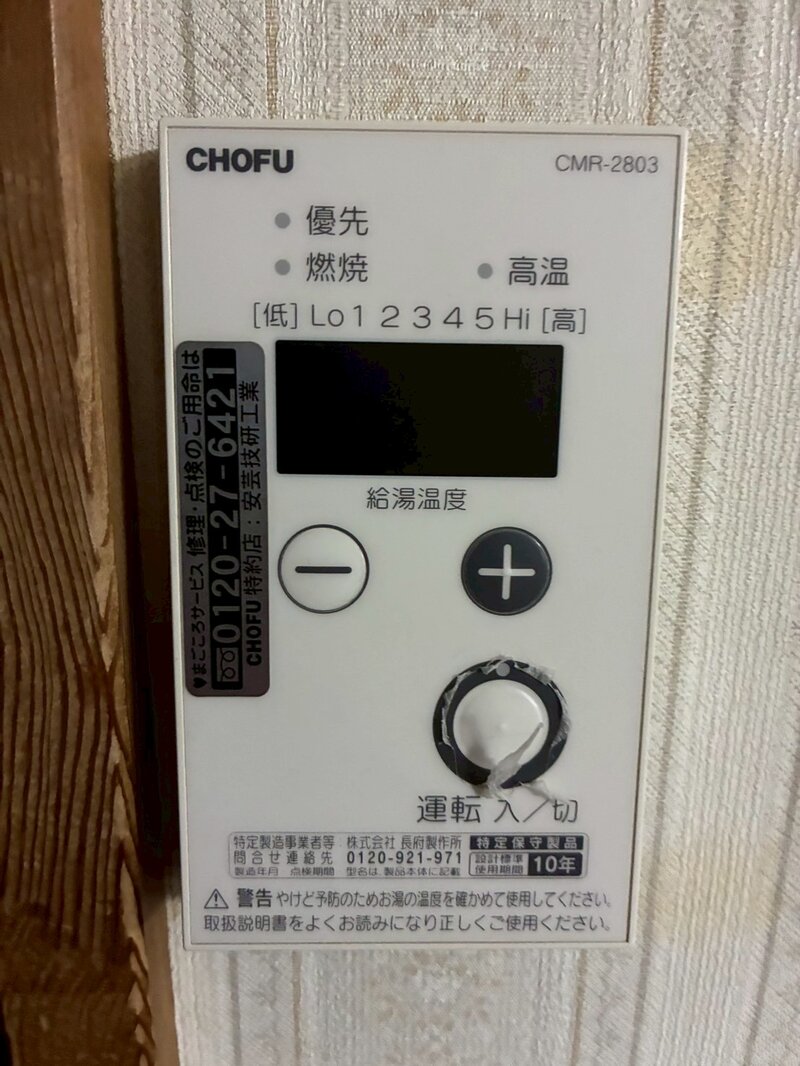 CHOFU
CMR-2803
優先
燃焼
高温
[低] Lo 1 2 3 4 5 Hi [高]
♥まごころサービス 修理・点検のご用命は
0120-27-6421
CHOFU 特約店：安芸技研工業
給湯温度
−
+
運転 入／切
特定製造事業者等 株式会社 長府製作所
問合せ連絡先 0120-921-971
製造年月 点検期間 型名は、製品本体に記載
特定保守製品
設計標準
使用期間 10年
⚠ 警告 やけど予防のためお湯の温度を確かめて使用してください。
取扱説明書をよくお読みになり正しくご使用ください。